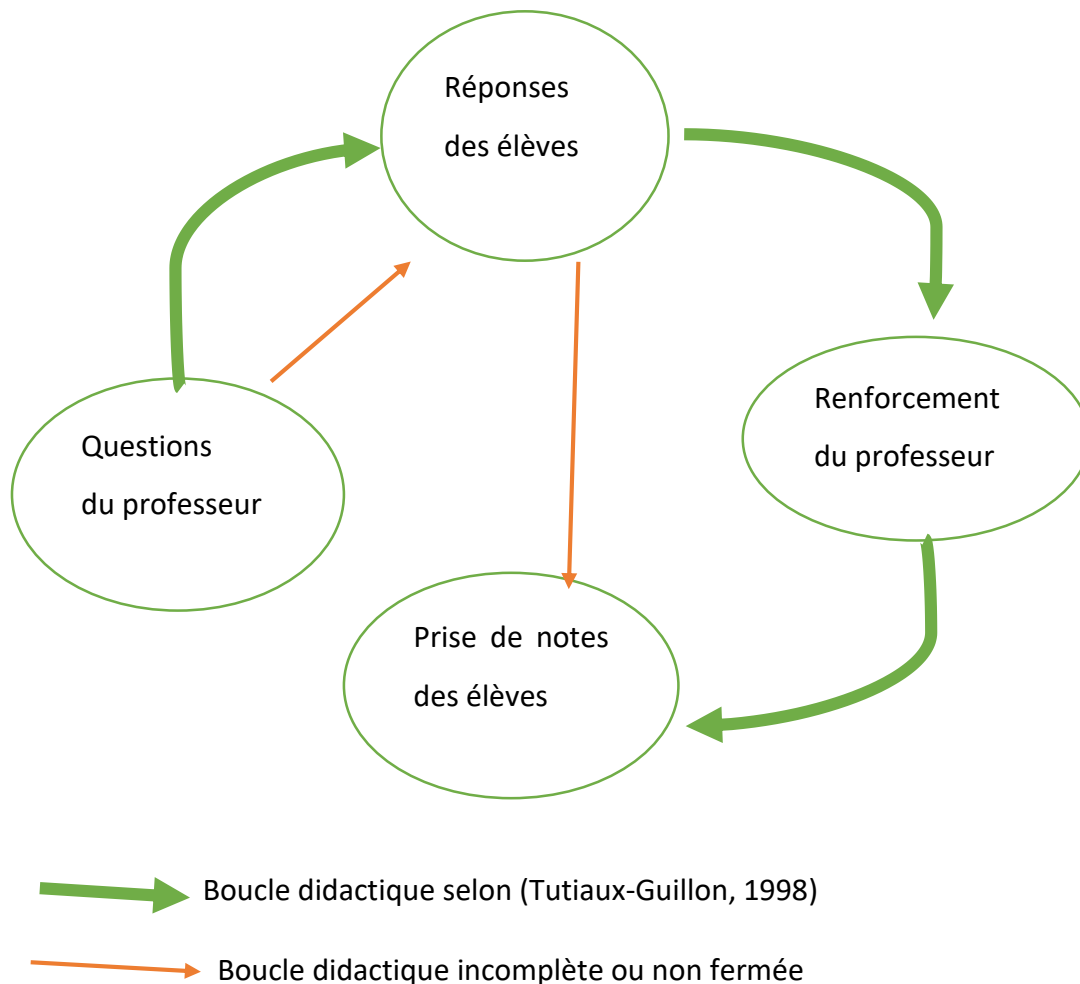 Réponses
des élèves
Questions
du professeur
Renforcement
du professeur
Prise de notes
des élèves
Boucle didactique selon (Tutiaux-Guillon, 1998)
Boucle didactique incomplète ou non fermée